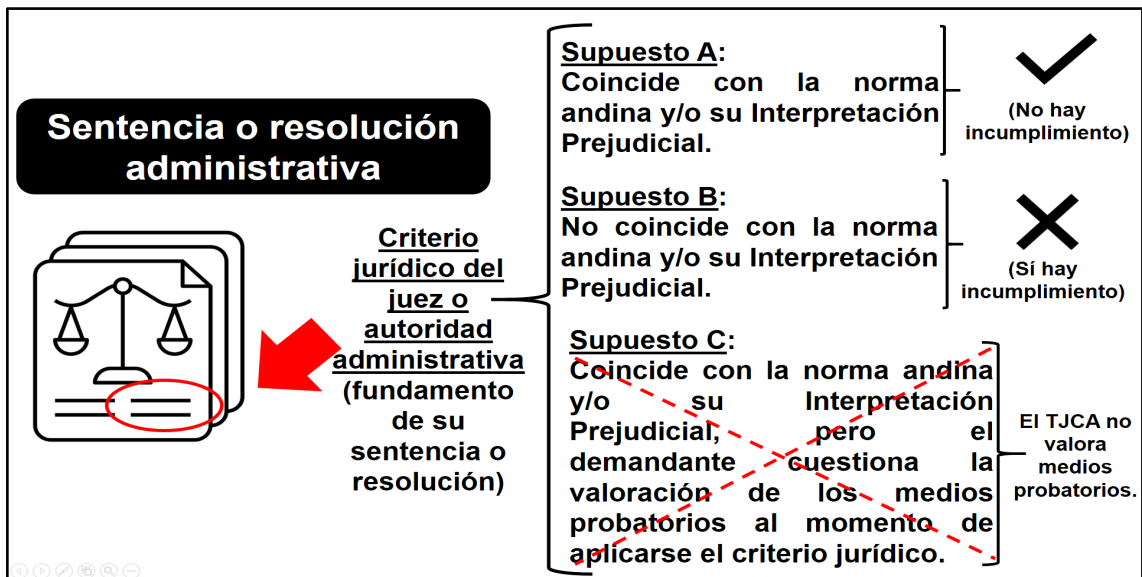 Sentencia o resolución
administrativa
Criterio
jurídico del
juez o
autoridad
administrativa
(fundamento
de su
sentencia o
resolución)
Supuesto A:
Coincide con la norma
andina y/o su Interpretación
Prejudicial.
(No hay
incumplimiento)
Supuesto B:
No coincide con la norma
andina y/o su Interpretación
Prejudicial.
(Sí hay
incumplimiento)
Supuesto C:
Coincide con la norma andina
y/o su Interpretación
Prejudicial, pero el
demandante cuestiona la
valoración de los medios
probatorios al momento de
aplicarse el criterio jurídico.
El TJCA no
valora
medios
probatorios.